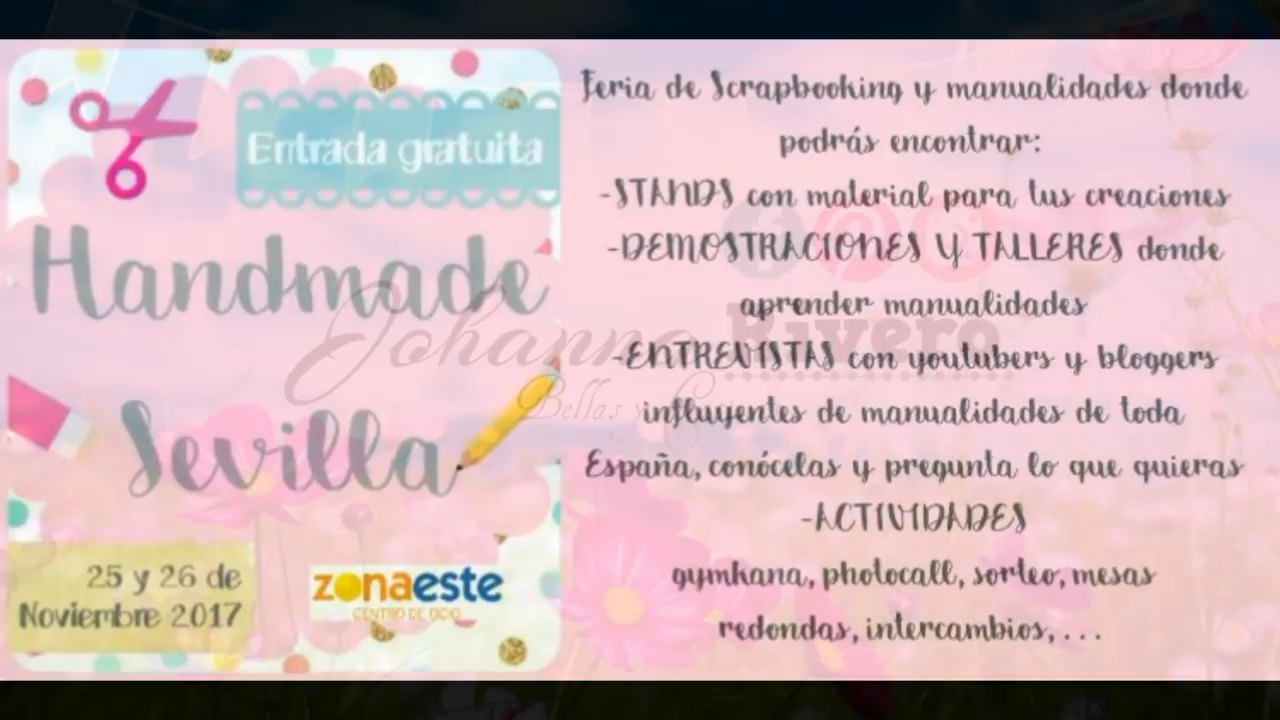 Entrada gratuita
Handmade
Sevilla
25 y 26 de
Noviembre 2017
zonaeste
CENTRO DE OCIO
Feria de Scrapbooking y manualidades donde
podrás encontrar:
-STANDS con material para tus creaciones
-DEMOSTRACIONES Y TALLERES donde
aprender manualidades
-ENTREVISTAS con youtubers y bloggers
influyentes de manualidades de toda
España, conócelas y pregunta lo que quieras
-ACTIVIDADES
gymkana, photocall, sorteo, mesas
redondas, intercambios, ...
Johanna Rivero
Bellas y